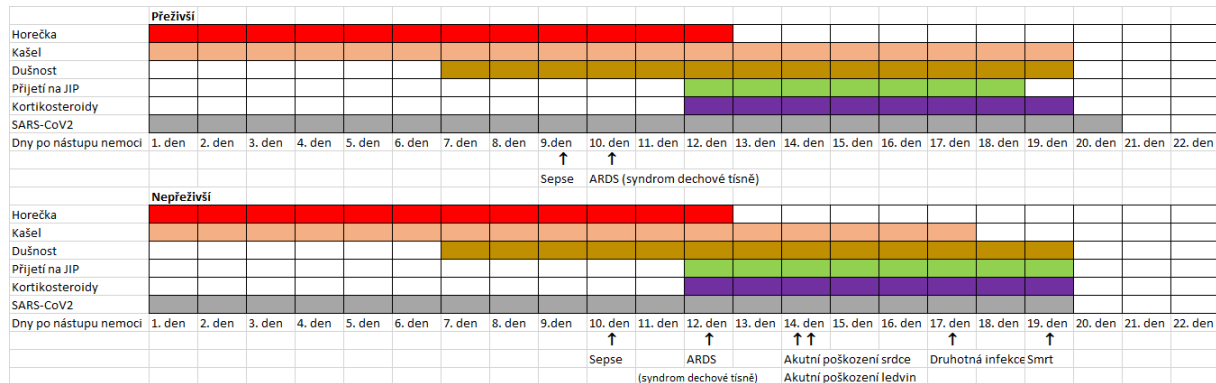 Přeživší
Horečka
Kašel
Dušnost
Přijetí na JIP
Kortikosteroidy
SARS-CoV2
Dny po nástupu nemoci 1. den 2. den 3. den 4. den 5. den 6. den 7. den 8. den 9.den 10. den 11. den 12. den 13. den 14. den 15. den 16. den 17. den 18. den 19. den 20. den 21. den 22. den
↑ ↑
Sepse ARDS (syndrom dechové tísně)
Nepřeživší
Horečka
Kašel
Dušnost
Přijetí na JIP
Kortikosteroidy
SARS-CoV2
Dny po nástupu nemoci 1. den 2. den 3. den 4. den 5. den 6. den 7. den 8. den 9.den 10. den 11. den 12. den 13. den 14. den 15. den 16. den 17. den 18. den 19. den 20. den 21. den 22. den
↑ ↑ ↑↑ ↑ ↑
Sepse ARDS Akutní poškození srdce Druhotná infekce Smrt
(syndrom dechové tísně) Akutní poškození ledvin